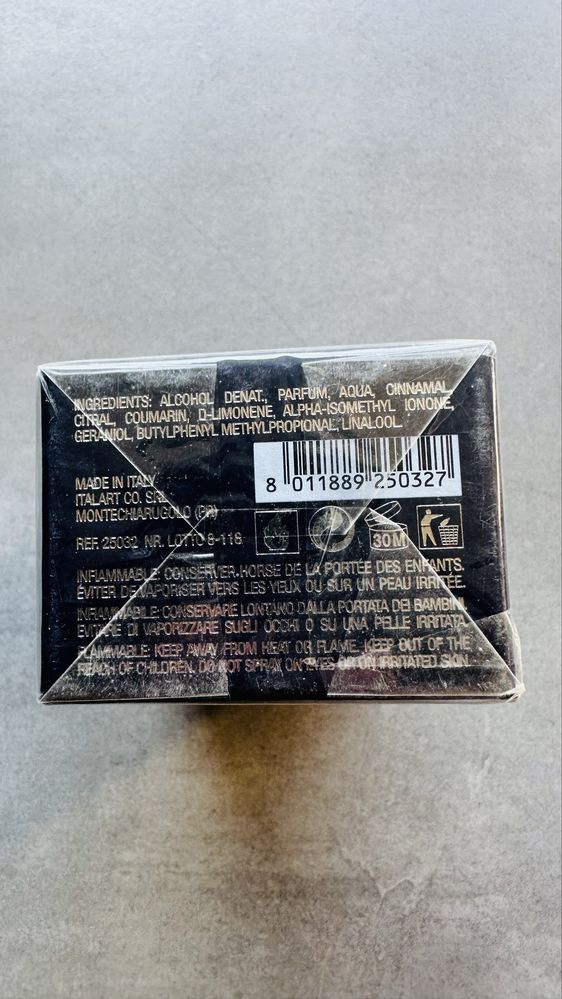 INGREDIENTS: ALCOHOL DENAT., PARFUM, AQUA, CINNAMAL,
CITRAL, COUMARIN, D-LIMONENE, ALPHA-ISOMETHYL IONONE,
GERANIOL, BUTYLPHENYL METHYLPROPIONAL, LINALOOL.
8 011889 250327
MADE IN ITALY
ITALART CO. SRL
MONTECHIARUGOLO (PR)
REF. 25032 NR. LOTTO 6-118
30M
INFIAMMABLE: CONSERVER.HORSE DE LA PORTÉE DES ENFANTS.
ÉVITER DE VAPORISER VERS LES YEUX OU SUR UN PEAU IRRITÉE.
INFIAMMABILE: CONSERVARE LONTANO DALLA PORTATA DEI BAMBINI.
EVITARE DI VAPORIZZARE SUGLI OCCHI O SU UNA PELLE IRRITATA
FLAMMABLE: KEEP AWAY FROM HEAT OR FLAME. KEEP OUT OF THE
REACH OF CHILDREN. DO NOT SPRAY ON EYES OR ON IRRITATED SKIN.